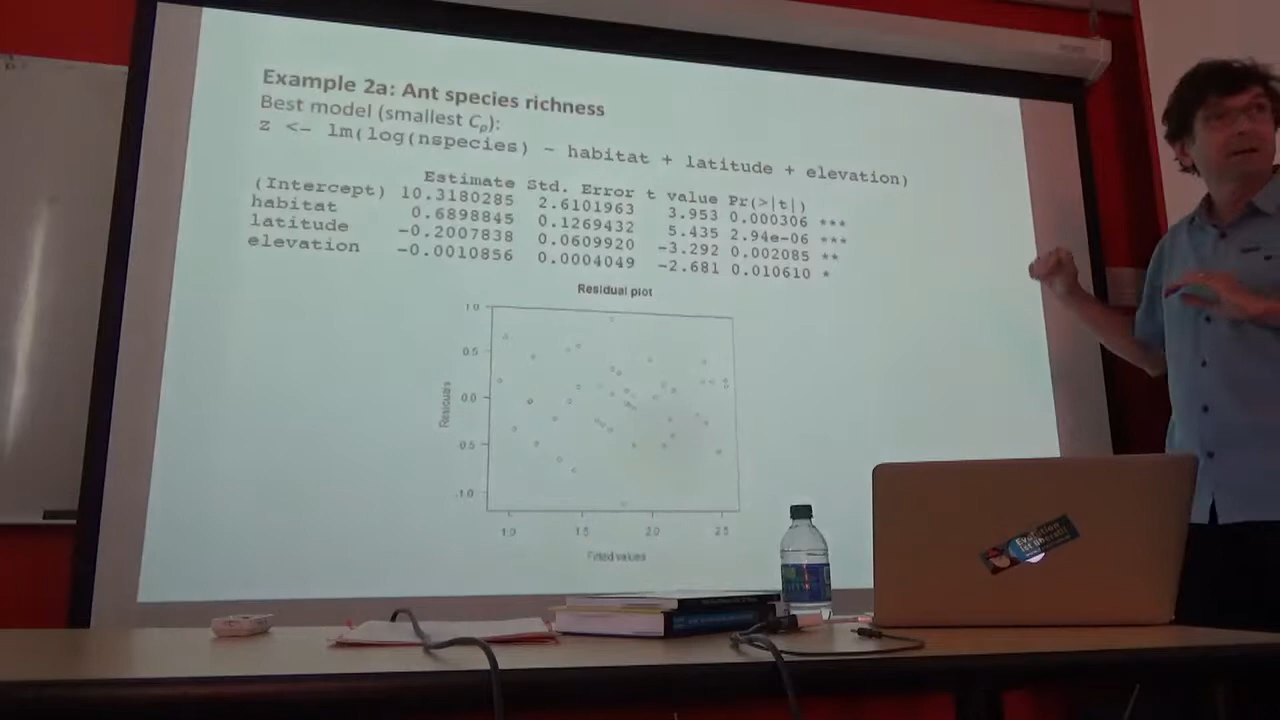 Example 2a: Ant species richness
Best model (smallest Cp):
z <- lm(log(nspecies) ~ habitat + latitude + elevation)
Estimate Std. Error t value Pr(>|t|)
(Intercept) 10.3180285 2.6101963 3.953 0.000306 ***
habitat 0.6898845 0.1269432 5.435 2.94e-06 ***
latitude -0.2007838 0.0609920 -3.292 0.002085 **
elevation -0.0010856 0.0004049 -2.681 0.010610 *
Residual plot
1.0
0.5
0.0
0.5
1.0
Residuals
1.0 1.5 2.0 2.5
Fitted values
Evolution
ist überall!